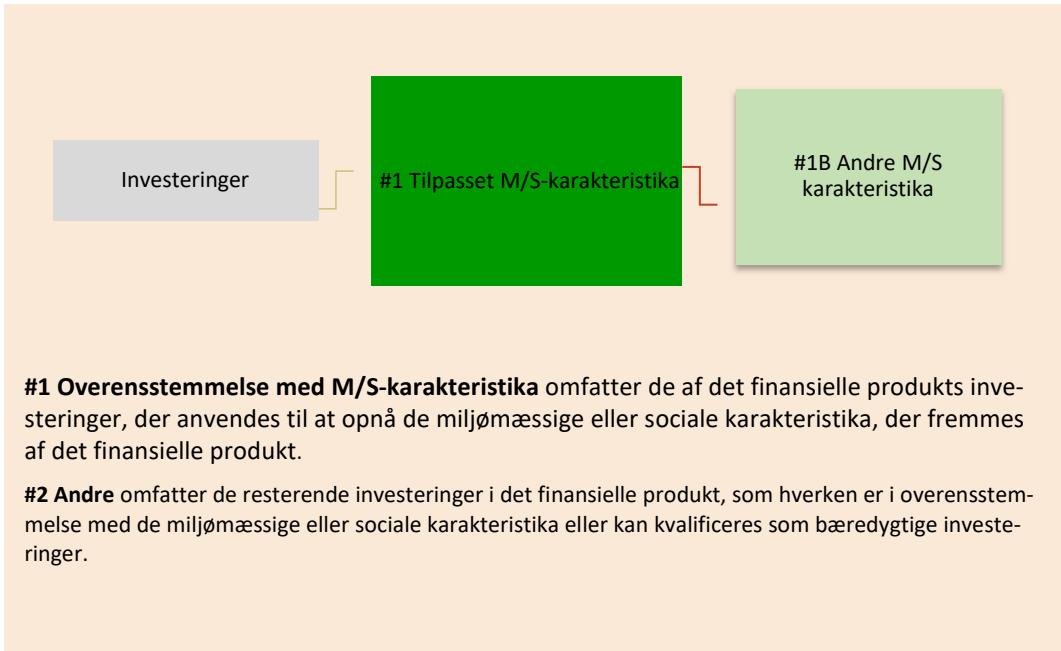 Investeringer
#1 Tilpasset M/S-karakteristika
#1B Andre M/S
karakteristika
#1 Overensstemmelse med M/S-karakteristika omfatter de af det finansielle produkts inve-
steringer, der anvendes til at opnå de miljømæssige eller sociale karakteristika, der fremmes
af det finansielle produkt.
#2 Andre omfatter de resterende investeringer i det finansielle produkt, som hverken er i overensstem-
melse med de miljømæssige eller sociale karakteristika eller kan kvalificeres som bæredygtige investe-
ringer.